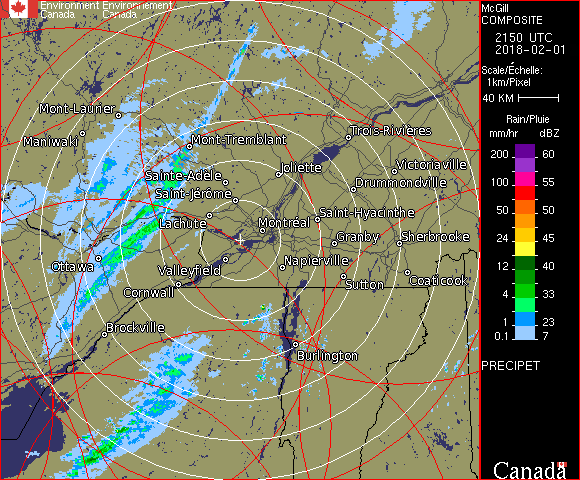 Environment Environnement
Canada Canada
Mont-Laurier
Maniwaki
Mont-Tremblant
Trois-Rivières
Sainte-Adèle
Joliette
Victoriaville
Saint-Jérôme
Drummondville
Lachute
Montréal
Saint-Hyacinthe
Granby
Sherbrooke
Ottawa
Valleyfield
Napierville
Cornwall
Sutton
Coaticook
Brockville
Burlington
McGill
COMPOSITE
2150 UTC
2018-02-01
Scale/Échelle:
1km/Pixel
40 KM
Rain/Pluie
mm/hr dBZ
200 60
100 55
50 50
24 45
12 40
4 33
1 23
0.1 7
PRECIPET
Canada